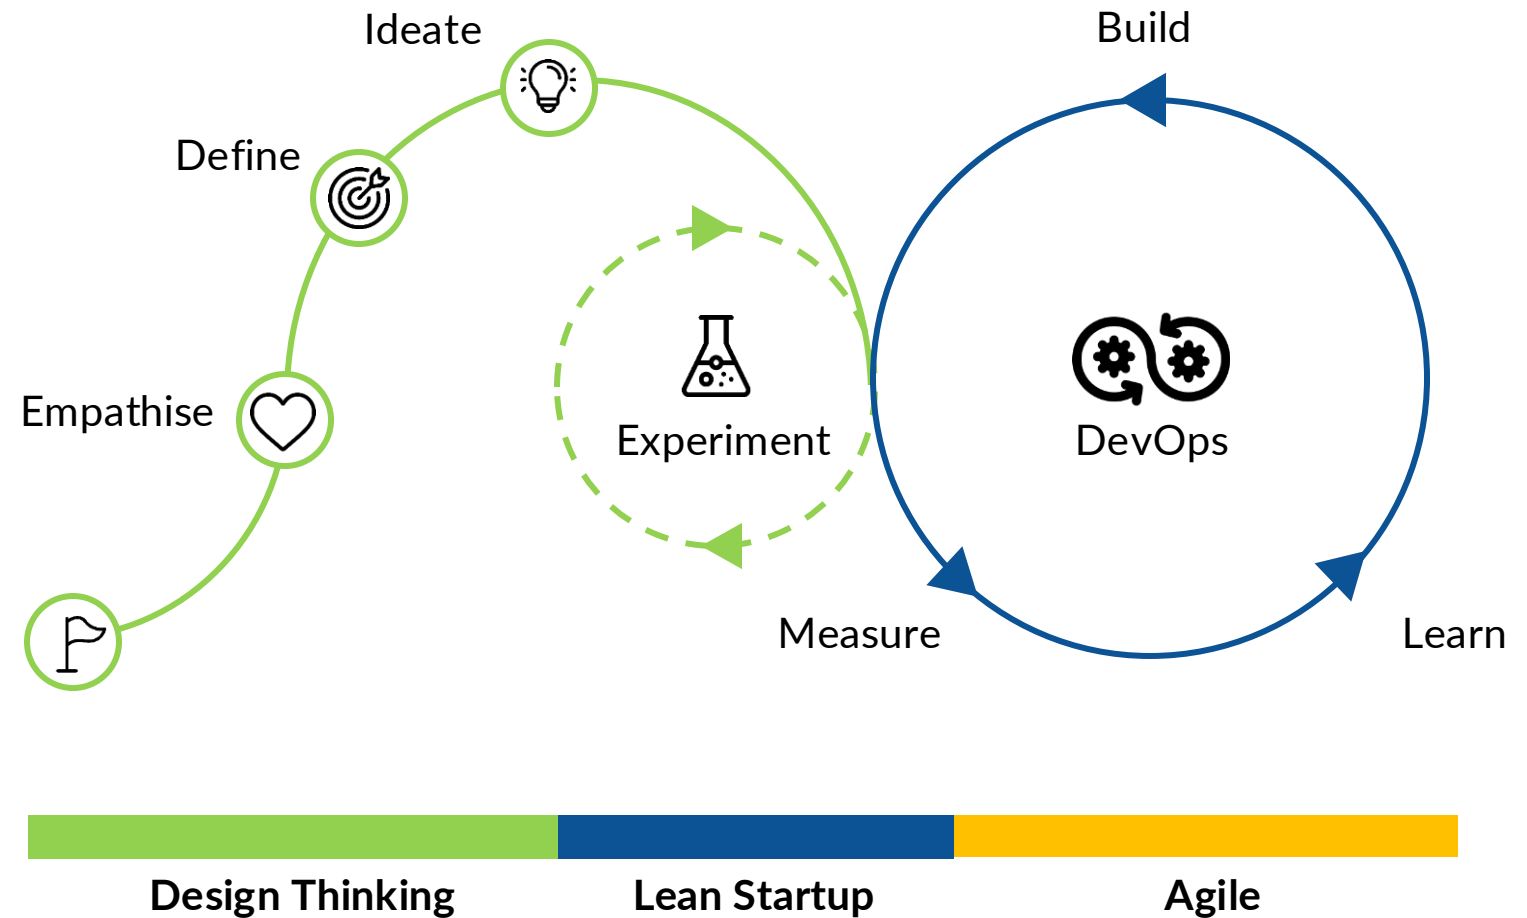 Ideate
Build
Define
Empathise
Experiment
DevOps
Measure
Learn
Design Thinking
Lean Startup
Agile